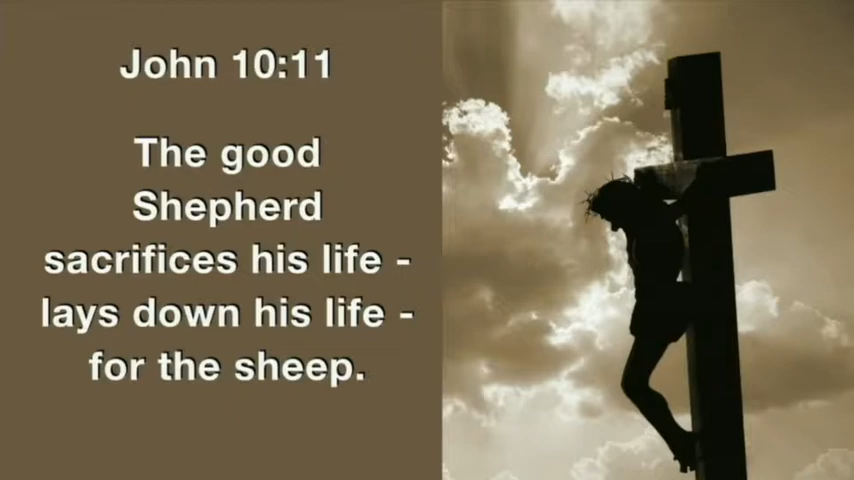 John 10:11
The good
Shepherd
sacrifices his life -
lays down his life -
for the sheep.